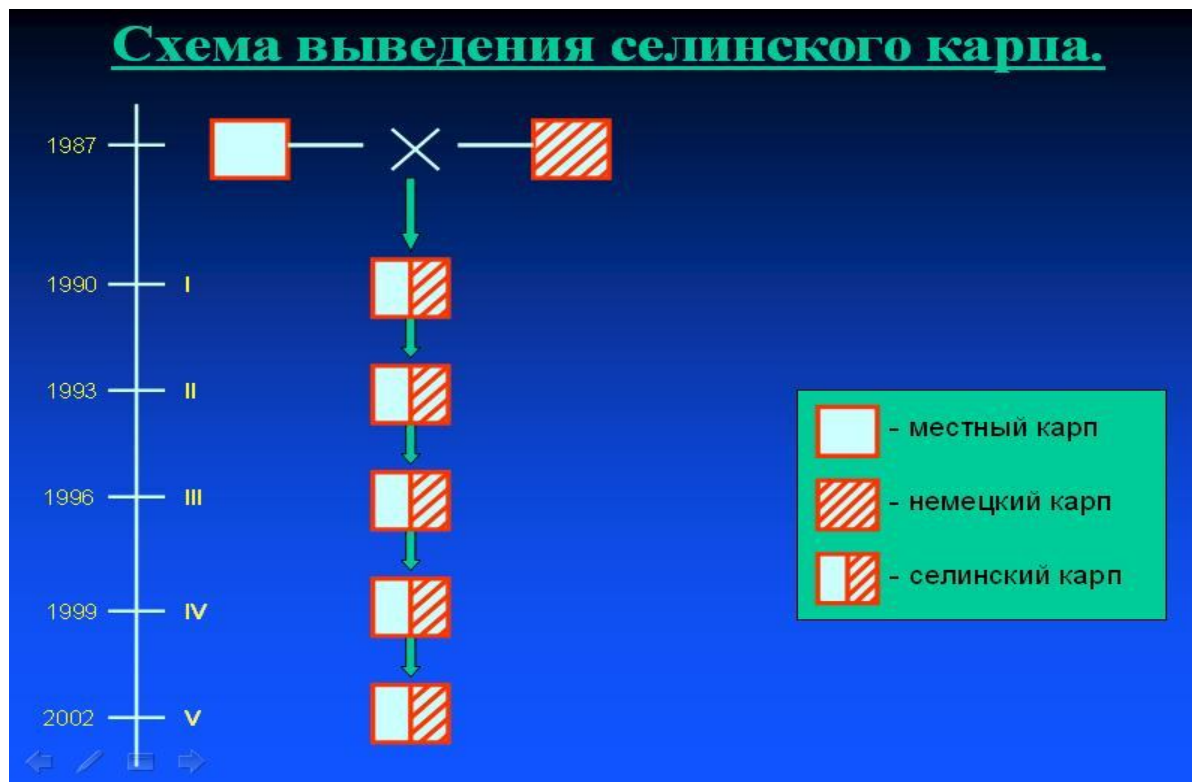 Схема выведения селинского карпа.
1987
1990 I
1993 II
1996 III
1999 IV
2002 V
- местный карп
- немецкий карп
- селинский карп